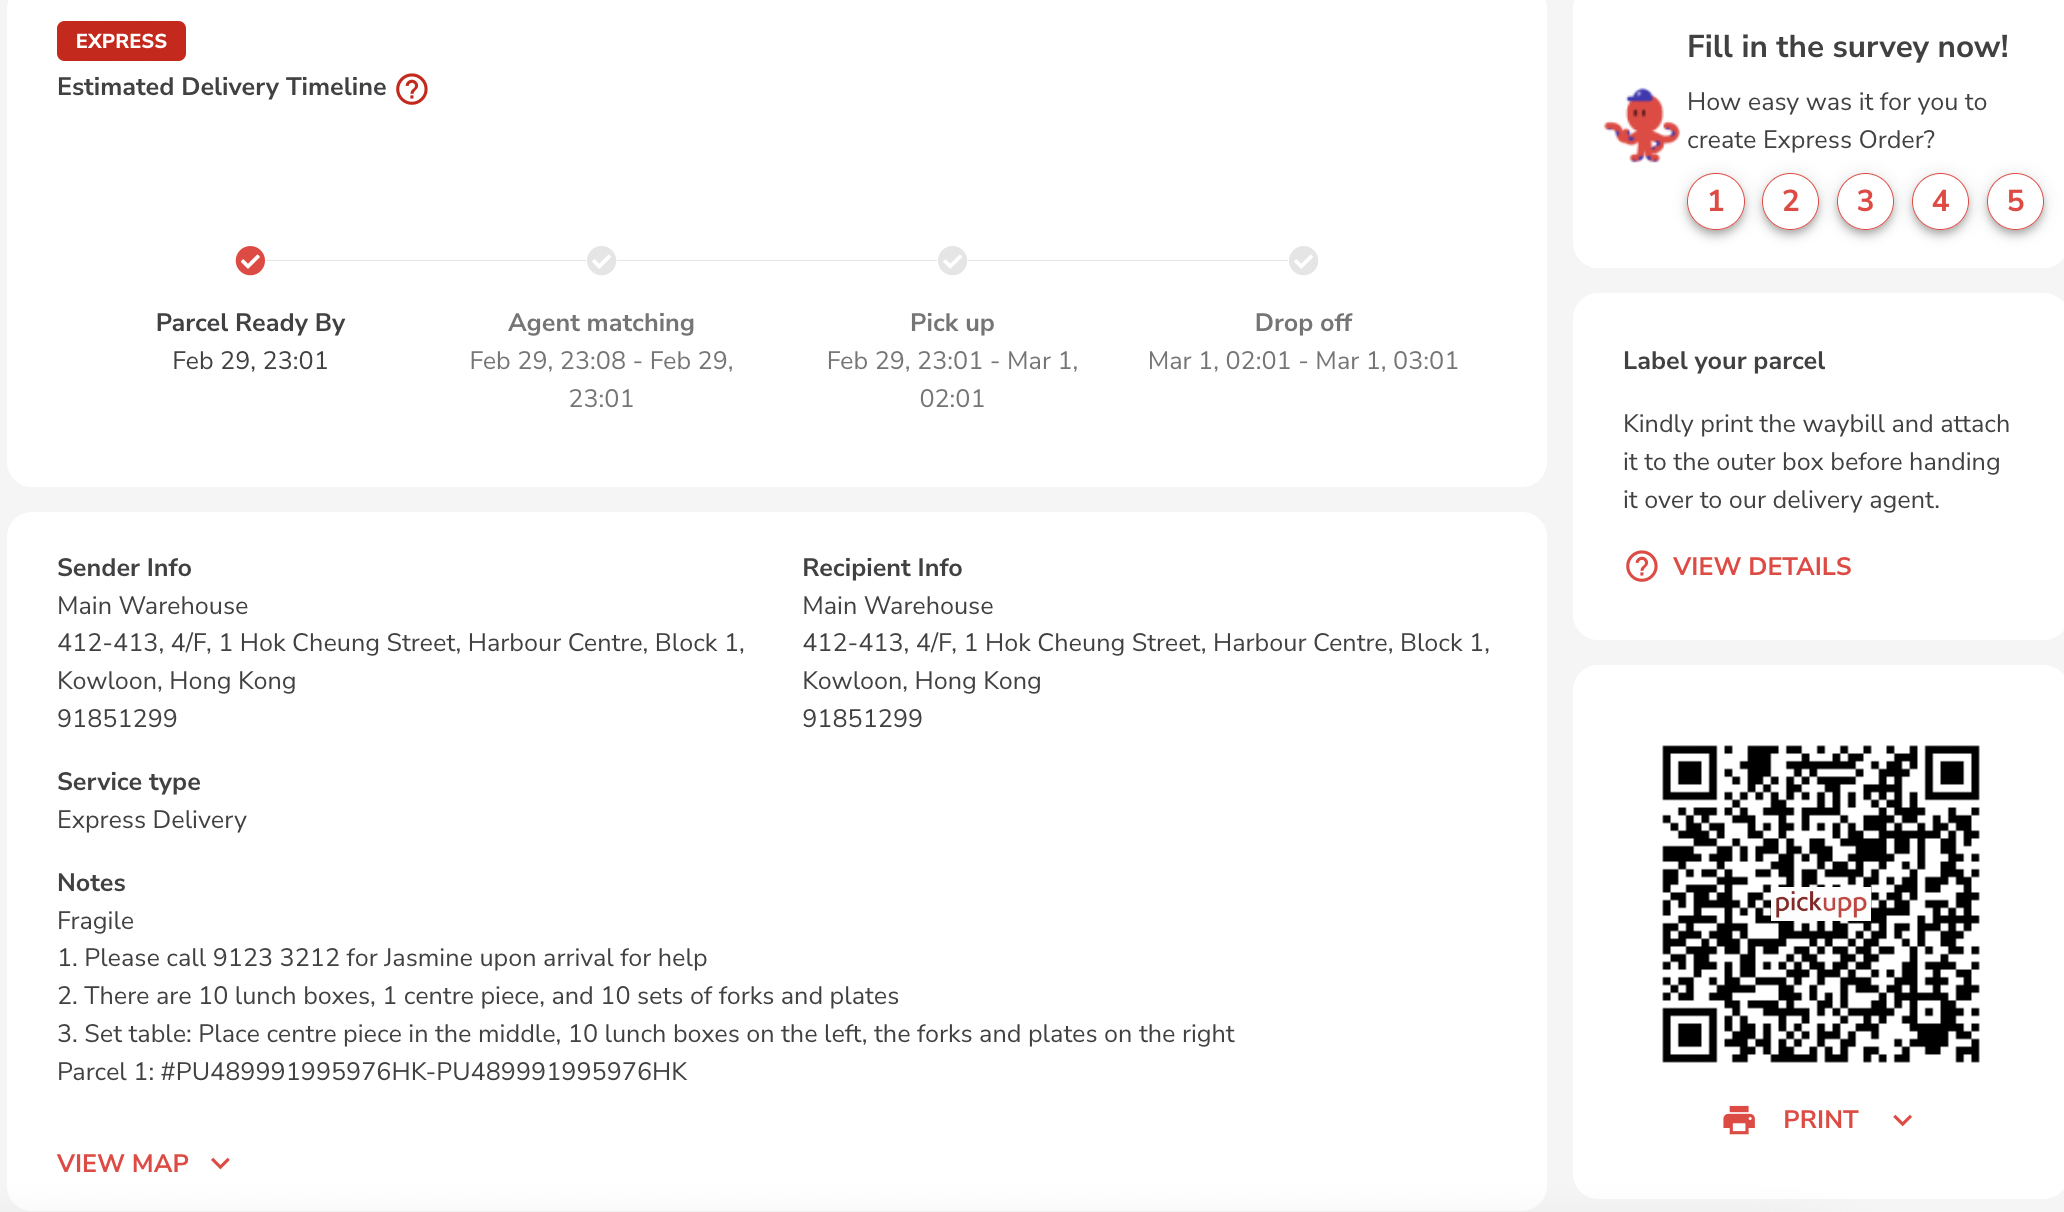 EXPRESS
Estimated Delivery Timeline
Parcel Ready By
Feb 29, 23:01
Agent matching
Feb 29, 23:08 - Feb 29,
23:01
Pick up
Feb 29, 23:01 - Mar 1,
02:01
Drop off
Mar 1, 02:01 - Mar 1, 03:01
Sender Info
Main Warehouse
412-413, 4/F, 1 Hok Cheung Street, Harbour Centre, Block 1,
Kowloon, Hong Kong
91851299
Recipient Info
Main Warehouse
412-413, 4/F, 1 Hok Cheung Street, Harbour Centre, Block 1,
Kowloon, Hong Kong
91851299
Service type
Express Delivery
Notes
Fragile
1. Please call 9123 3212 for Jasmine upon arrival for help
2. There are 10 lunch boxes, 1 centre piece, and 10 sets of forks and plates
3. Set table: Place centre piece in the middle, 10 lunch boxes on the left, the forks and plates on the right
Parcel 1: #PU489991995976HK-PU489991995976HK
VIEW MAP
Fill in the survey now!
How easy was it for you to
create Express Order?
1 2 3 4 5
Label your parcel
Kindly print the waybill and attach
it to the outer box before handing
it over to our delivery agent.
VIEW DETAILS
pickupp
PRINT